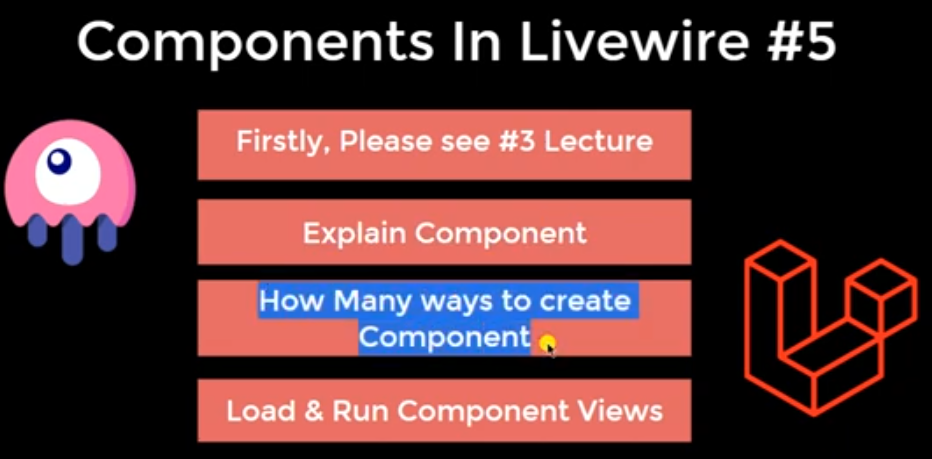 Components In Livewire #5
Firstly, Please see #3 Lecture
Explain Component
How Many ways to create
Component
Load & Run Component Views